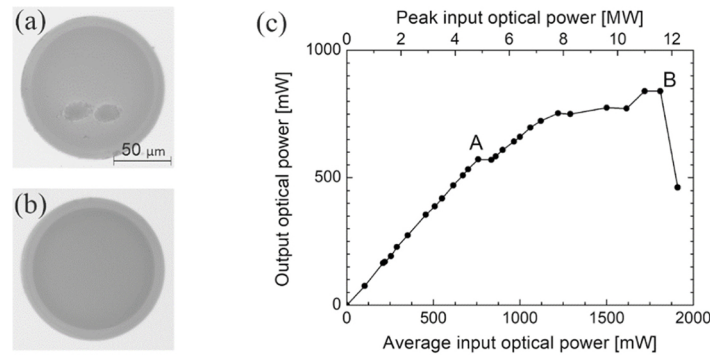 (a)
50 µm
(b)
(c)
Peak input optical power [MW]
0 2 4 6 8 10 12
1000
500
0
Output optical power [mW]
A
B
0 500 1000 1500 2000
Average input optical power [mW]